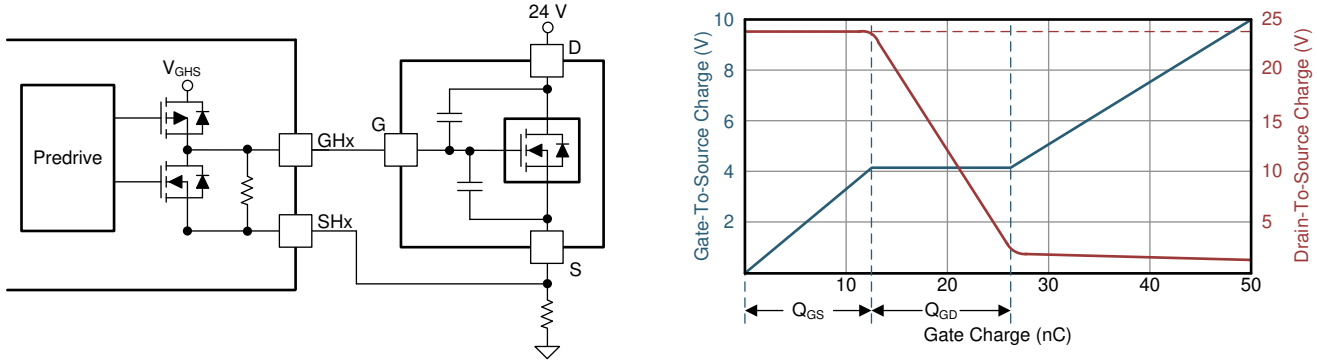 24 V
D
V_GHS
G
GHx
Predrive
SHx
S
Gate-To-Source Charge (V)
10
8
6
4
2
25
20
15
10
5
Drain-To-Source Charge (V)
10
20
30
40
50
Q_GS
Q_GD
Gate Charge (nC)